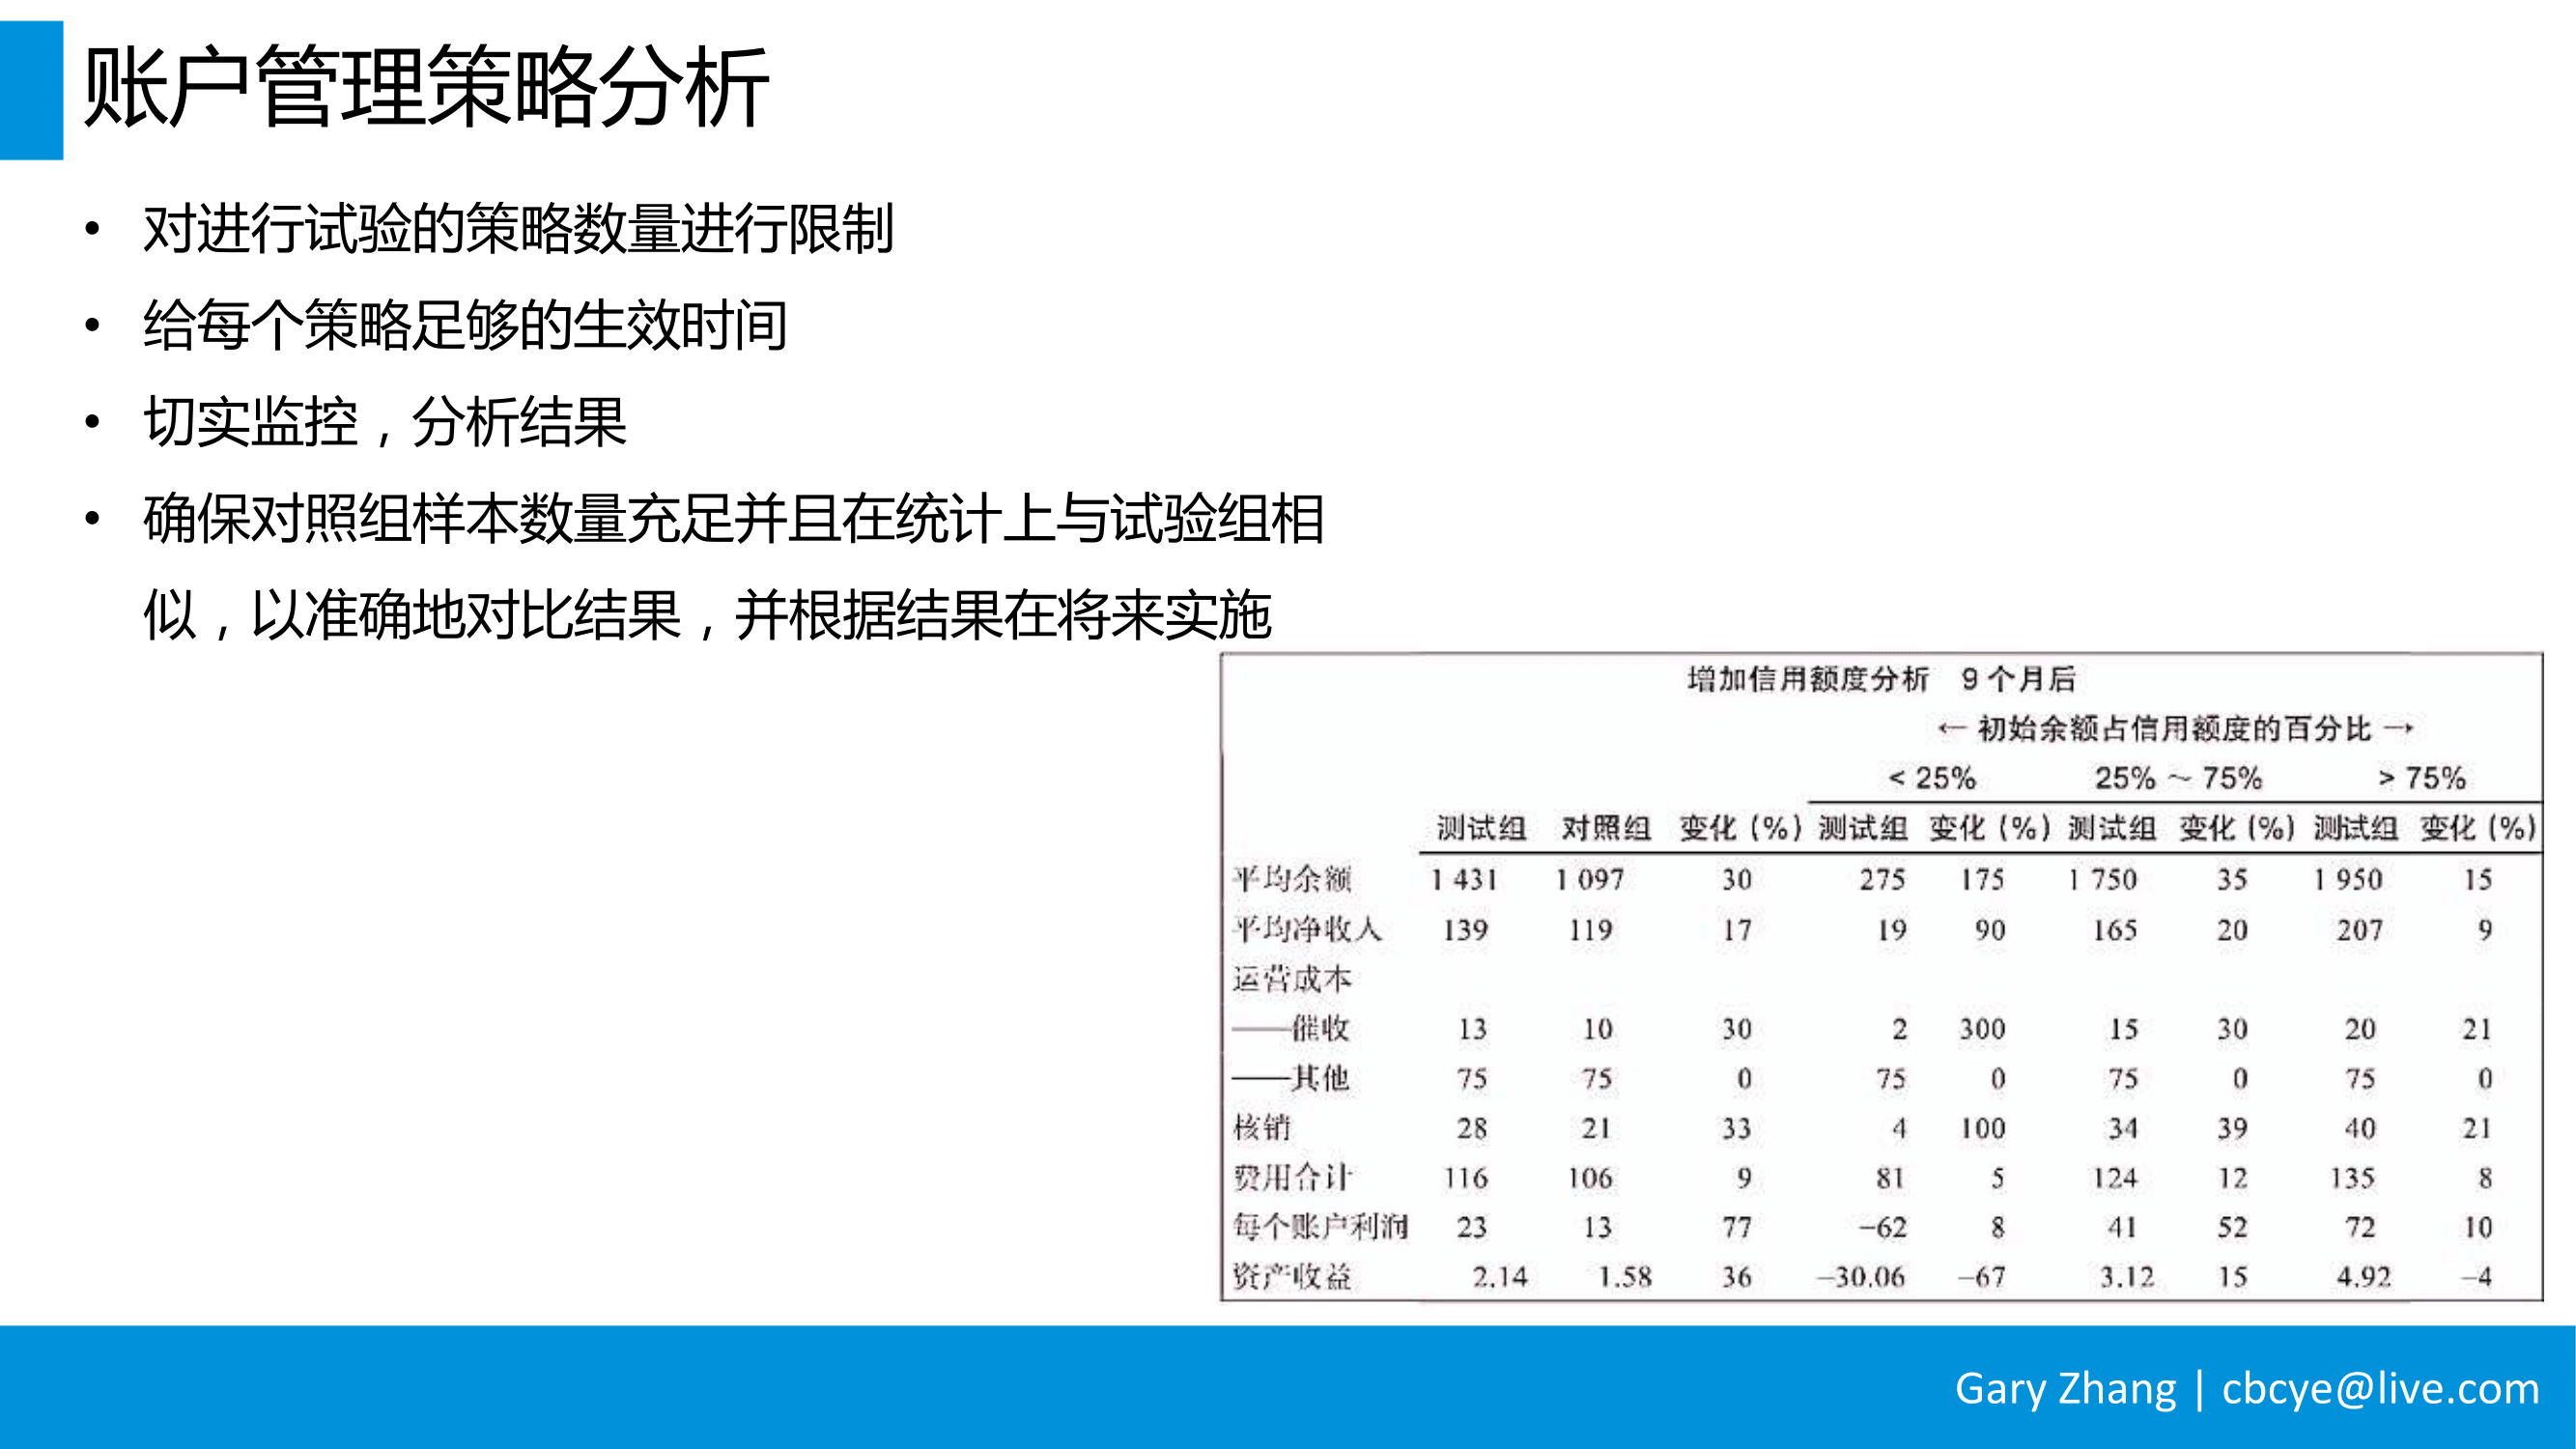 账户管理策略分析
• 对进行试验的策略数量进行限制
• 给每个策略足够的生效时间
• 切实监控，分析结果
• 确保对照组样本数量充足并且在统计上与试验组相
似，以准确地对比结果，并根据结果在将来实施
增加信用额度分析 9 个月后
← 初始余额占信用额度的百分比 →
< 25% 25% ～ 75% > 75%
测试组 对照组 变化 (%) 测试组 变化 (%) 测试组 变化 (%) 测试组 变化 (%)
平均余额 1 431 1 097 30 275 175 1 750 35 1 950 15
平均净收入 139 119 17 19 90 165 20 207 9
运营成本
——催收 13 10 30 2 300 15 30 20 21
——其他 75 75 0 75 0 75 0 75 0
核销 28 21 33 4 100 34 39 40 21
费用合计 116 106 9 81 5 124 12 135 8
每个账户利润 23 13 77 –62 8 41 52 72 10
资产收益 2.14 1.58 36 –30.06 –67 3.12 15 4.92 –4
Gary Zhang | cbcye@live.com